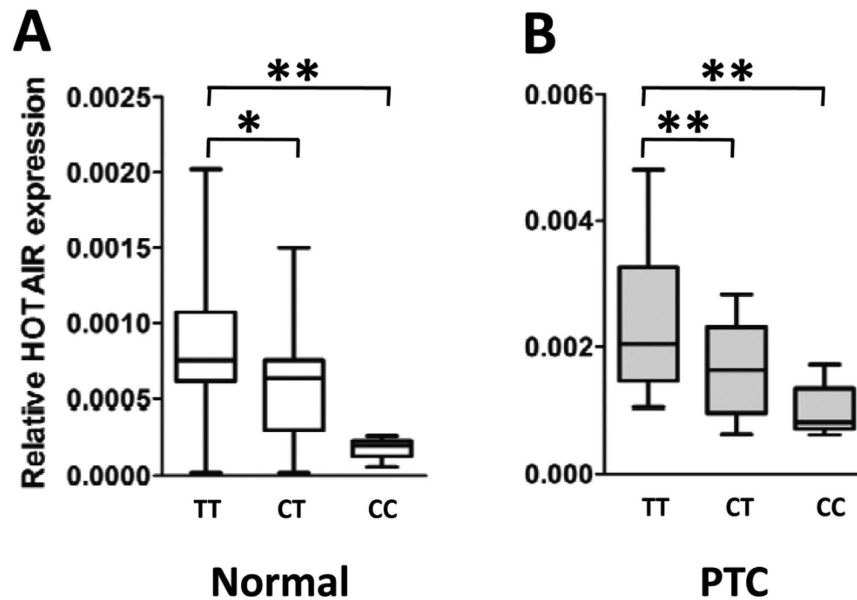 A
B
Relative HOTAIR expression
0.0025
0.0020
0.0015
0.0010
0.0005
0.0000
**
*
TT CT CC
Normal
0.006
0.004
0.002
0.000
**
**
TT CT CC
PTC